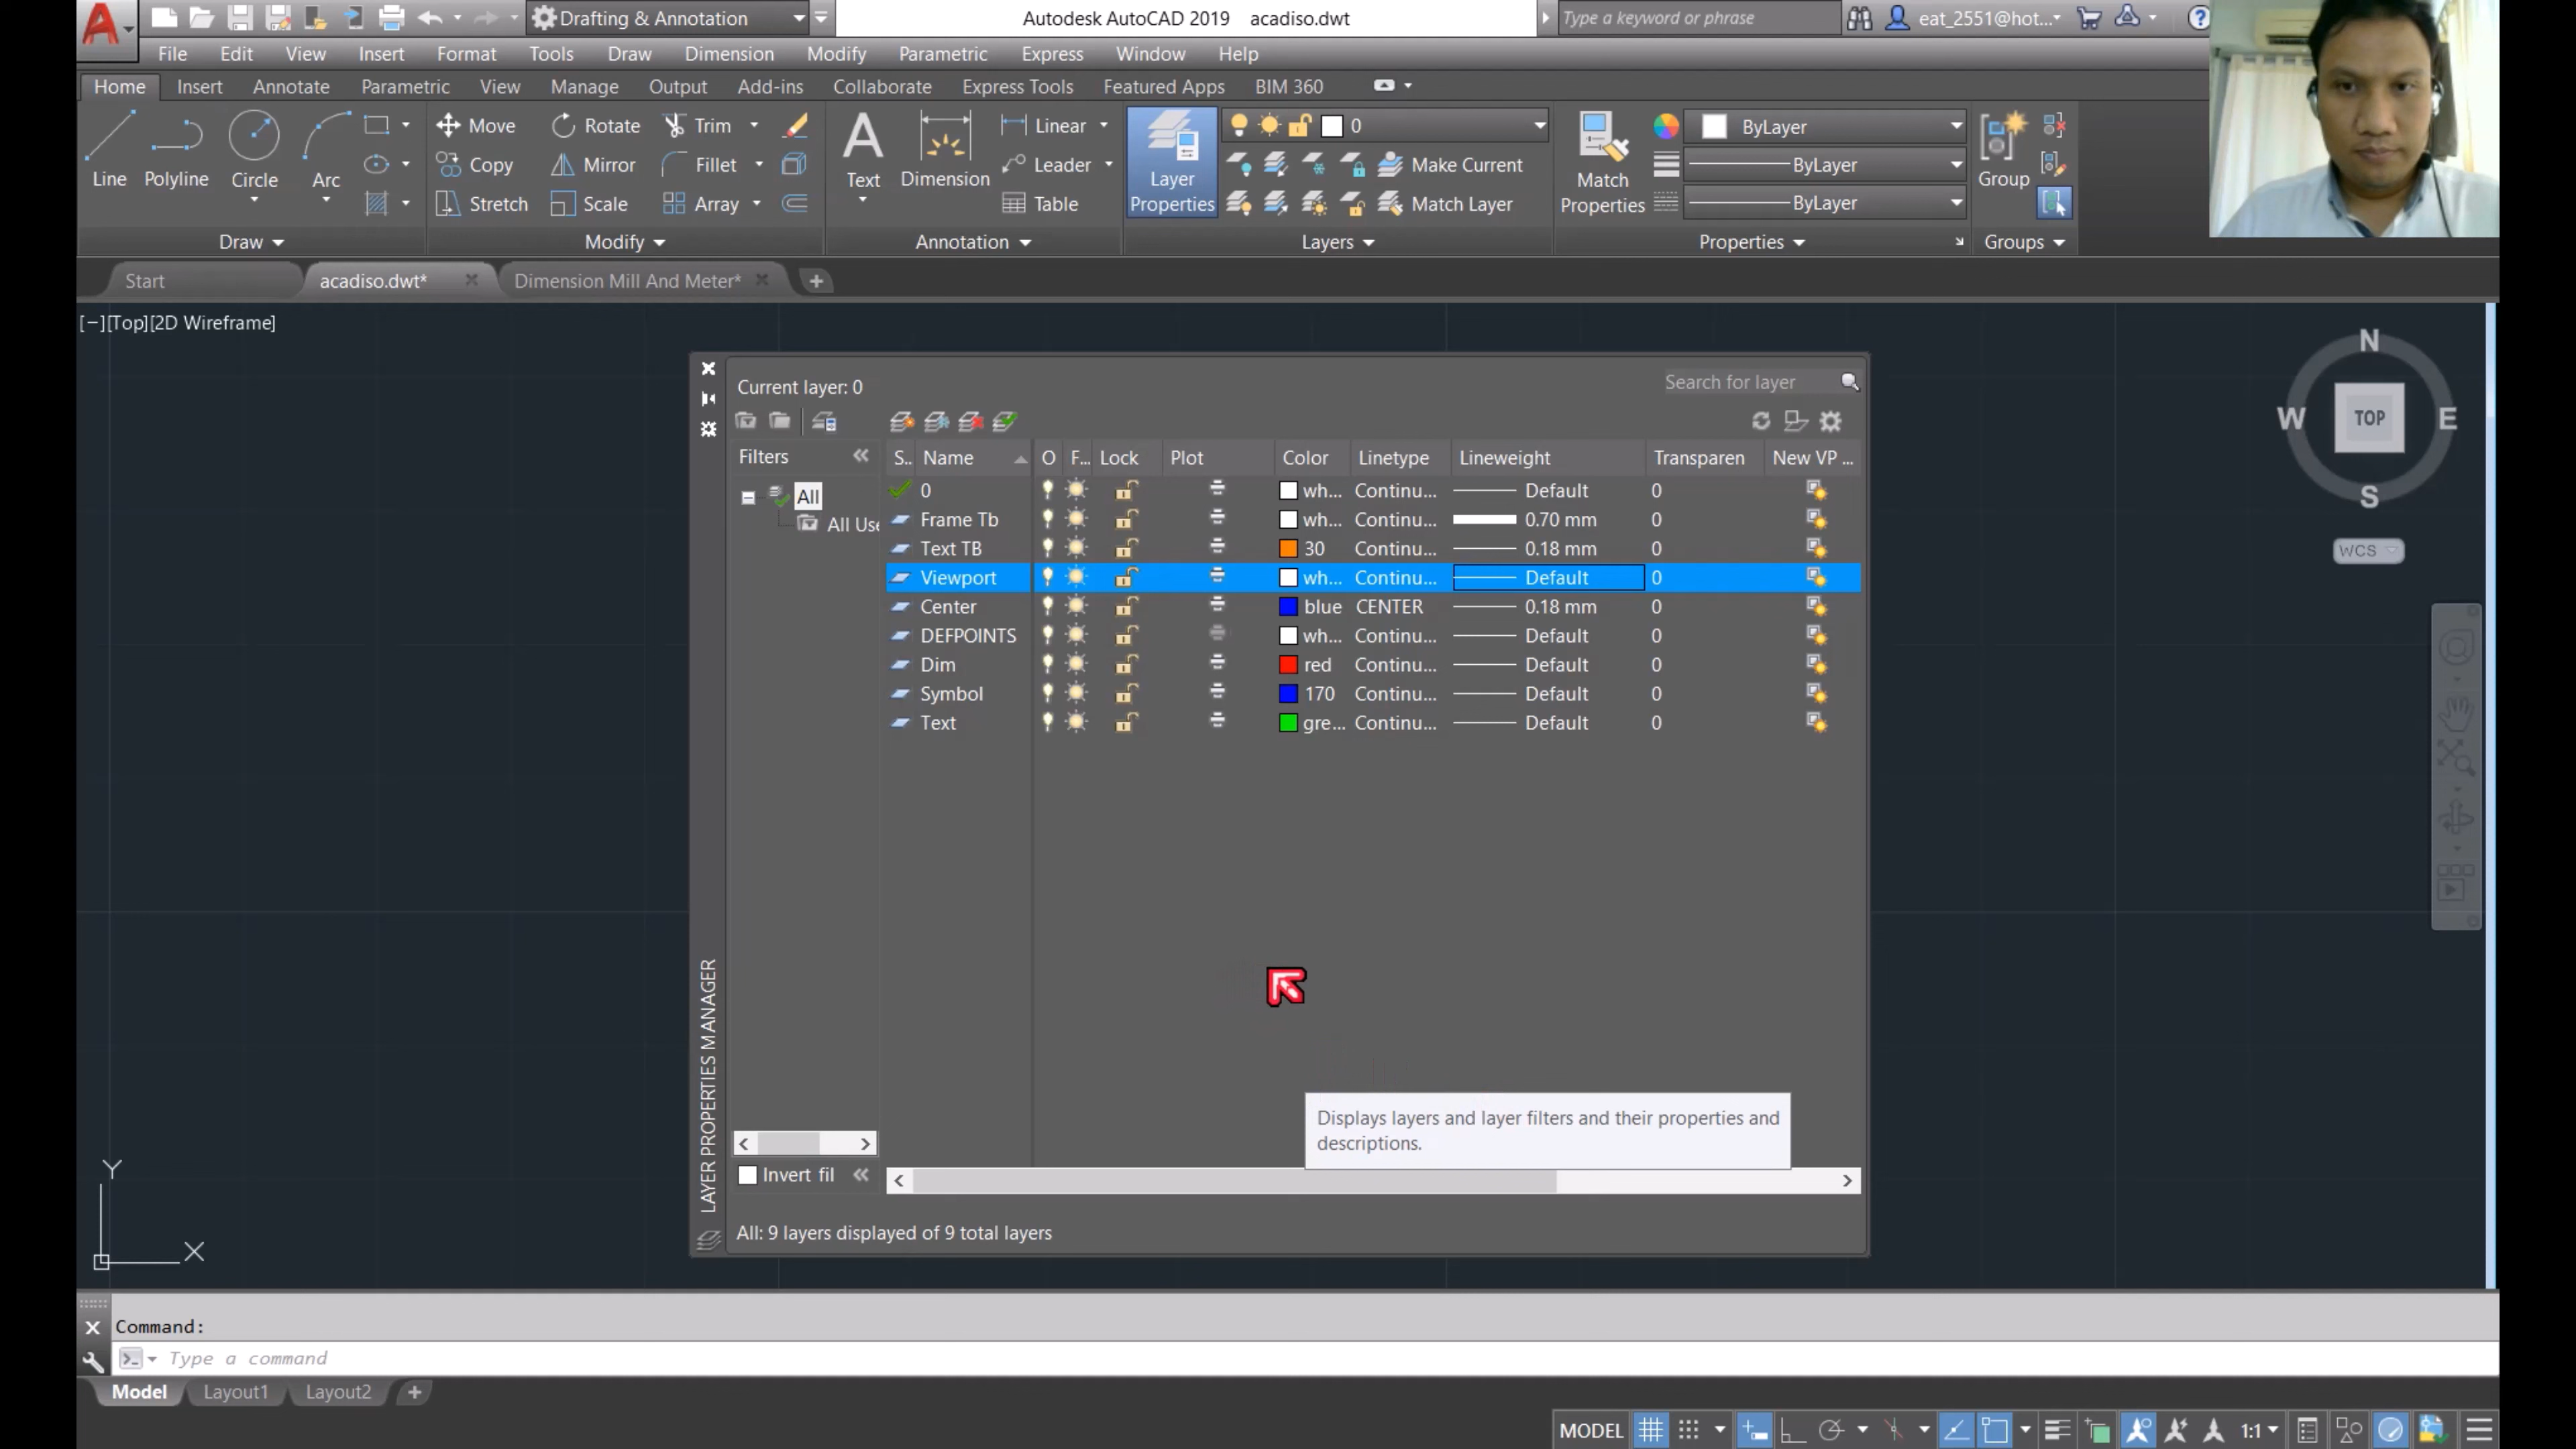 Drafting & Annotation
Autodesk AutoCAD 2019 acadiso.dwt
Type a keyword or phrase
eat_2551@hot...
File Edit View Insert Format Tools Draw Dimension Modify Parametric Express Window Help
Home Insert Annotate Parametric View Manage Output Add-ins Collaborate Express Tools Featured Apps BIM 360
Line Polyline Circle Arc
Move Rotate Trim
Copy Mirror Fillet
Stretch Scale Array
Text Dimension
Linear
Leader
Table
Layer Properties
0
Make Current
Match Layer
Match Properties
ByLayer
ByLayer
ByLayer
Group
Draw Modify Annotation Layers Properties Groups
Start acadiso.dwt* Dimension Mill And Meter*
[−][Top][2D Wireframe]
N
W TOP E
S
WCS
Current layer: 0
Search for layer
Filters
All
All Use
S.. Name O F... Lock Plot Color Linetype Lineweight Transparen New VP ...
0 wh... Continu... Default 0
Frame Tb wh... Continu... 0.70 mm 0
Text TB 30 Continu... 0.18 mm 0
Viewport wh... Continu... Default 0
Center blue CENTER 0.18 mm 0
DEFPOINTS wh... Continu... Default 0
Dim red Continu... Default 0
Symbol 170 Continu... Default 0
Text gre... Continu... Default 0
LAYER PROPERTIES MANAGER
Displays layers and layer filters and their properties and
descriptions.
Invert fil
All: 9 layers displayed of 9 total layers
Y
X
Command:
Type a command
Model Layout1 Layout2
MODEL 1:1